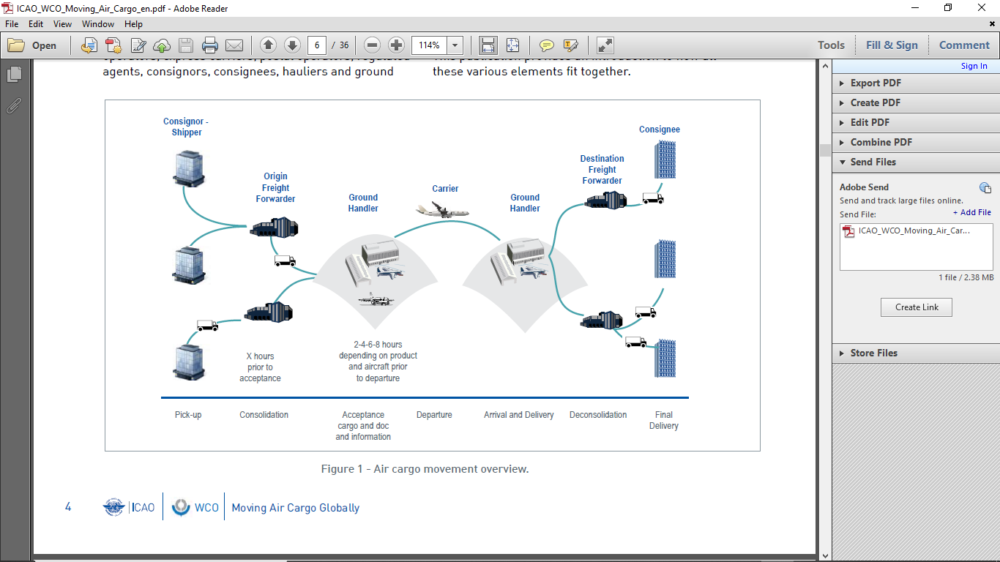 ICAO_WCO_Moving_Air_Cargo_en.pdf - Adobe Reader
File Edit View Window Help
Open
6 / 36
114%
Tools
Fill & Sign
Comment
agents, consignors, consignees, hauliers and ground
these various elements fit together.
Consignor -
Shipper
Origin
Freight
Forwarder
Ground
Handler
Carrier
Ground
Handler
Destination
Freight
Forwarder
Consignee
X hours
prior to
acceptance
2-4-6-8 hours
depending on product
and aircraft prior
to departure
Pick-up
Consolidation
Acceptance
cargo and doc
and information
Departure
Arrival and Delivery
Deconsolidation
Final
Delivery
Figure 1 - Air cargo movement overview.
4
ICAO
WCO
Moving Air Cargo Globally
Sign In
Export PDF
Create PDF
Edit PDF
Combine PDF
Send Files
Adobe Send
Send and track large files online.
Send File:
+ Add File
ICAO_WCO_Moving_Air_Car...
1 file / 2.38 MB
Create Link
Store Files